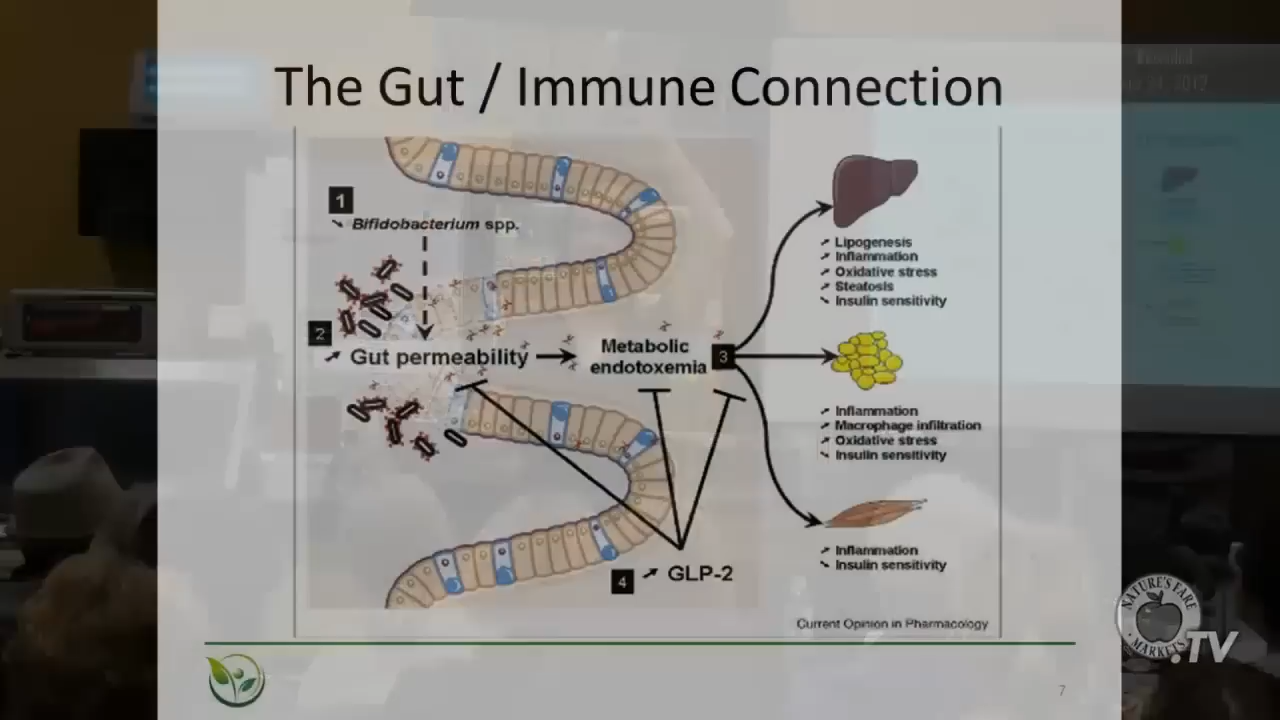 The Gut / Immune Connection
1
↘ Bifidobacterium spp.
2
↗ Gut permeability
Metabolic
endotoxemia
3
↗ Lipogenesis
↗ Inflammation
↗ Oxidative stress
↗ Steatosis
↘ Insulin sensitivity
↗ Inflammation
↗ Macrophage infiltration
↗ Oxidative stress
↘ Insulin sensitivity
↗ Inflammation
↘ Insulin sensitivity
4
↗ GLP-2
Current Opinion in Pharmacology
7
NATURE'S FARE
MARKETS
.TV
Recorded
2012